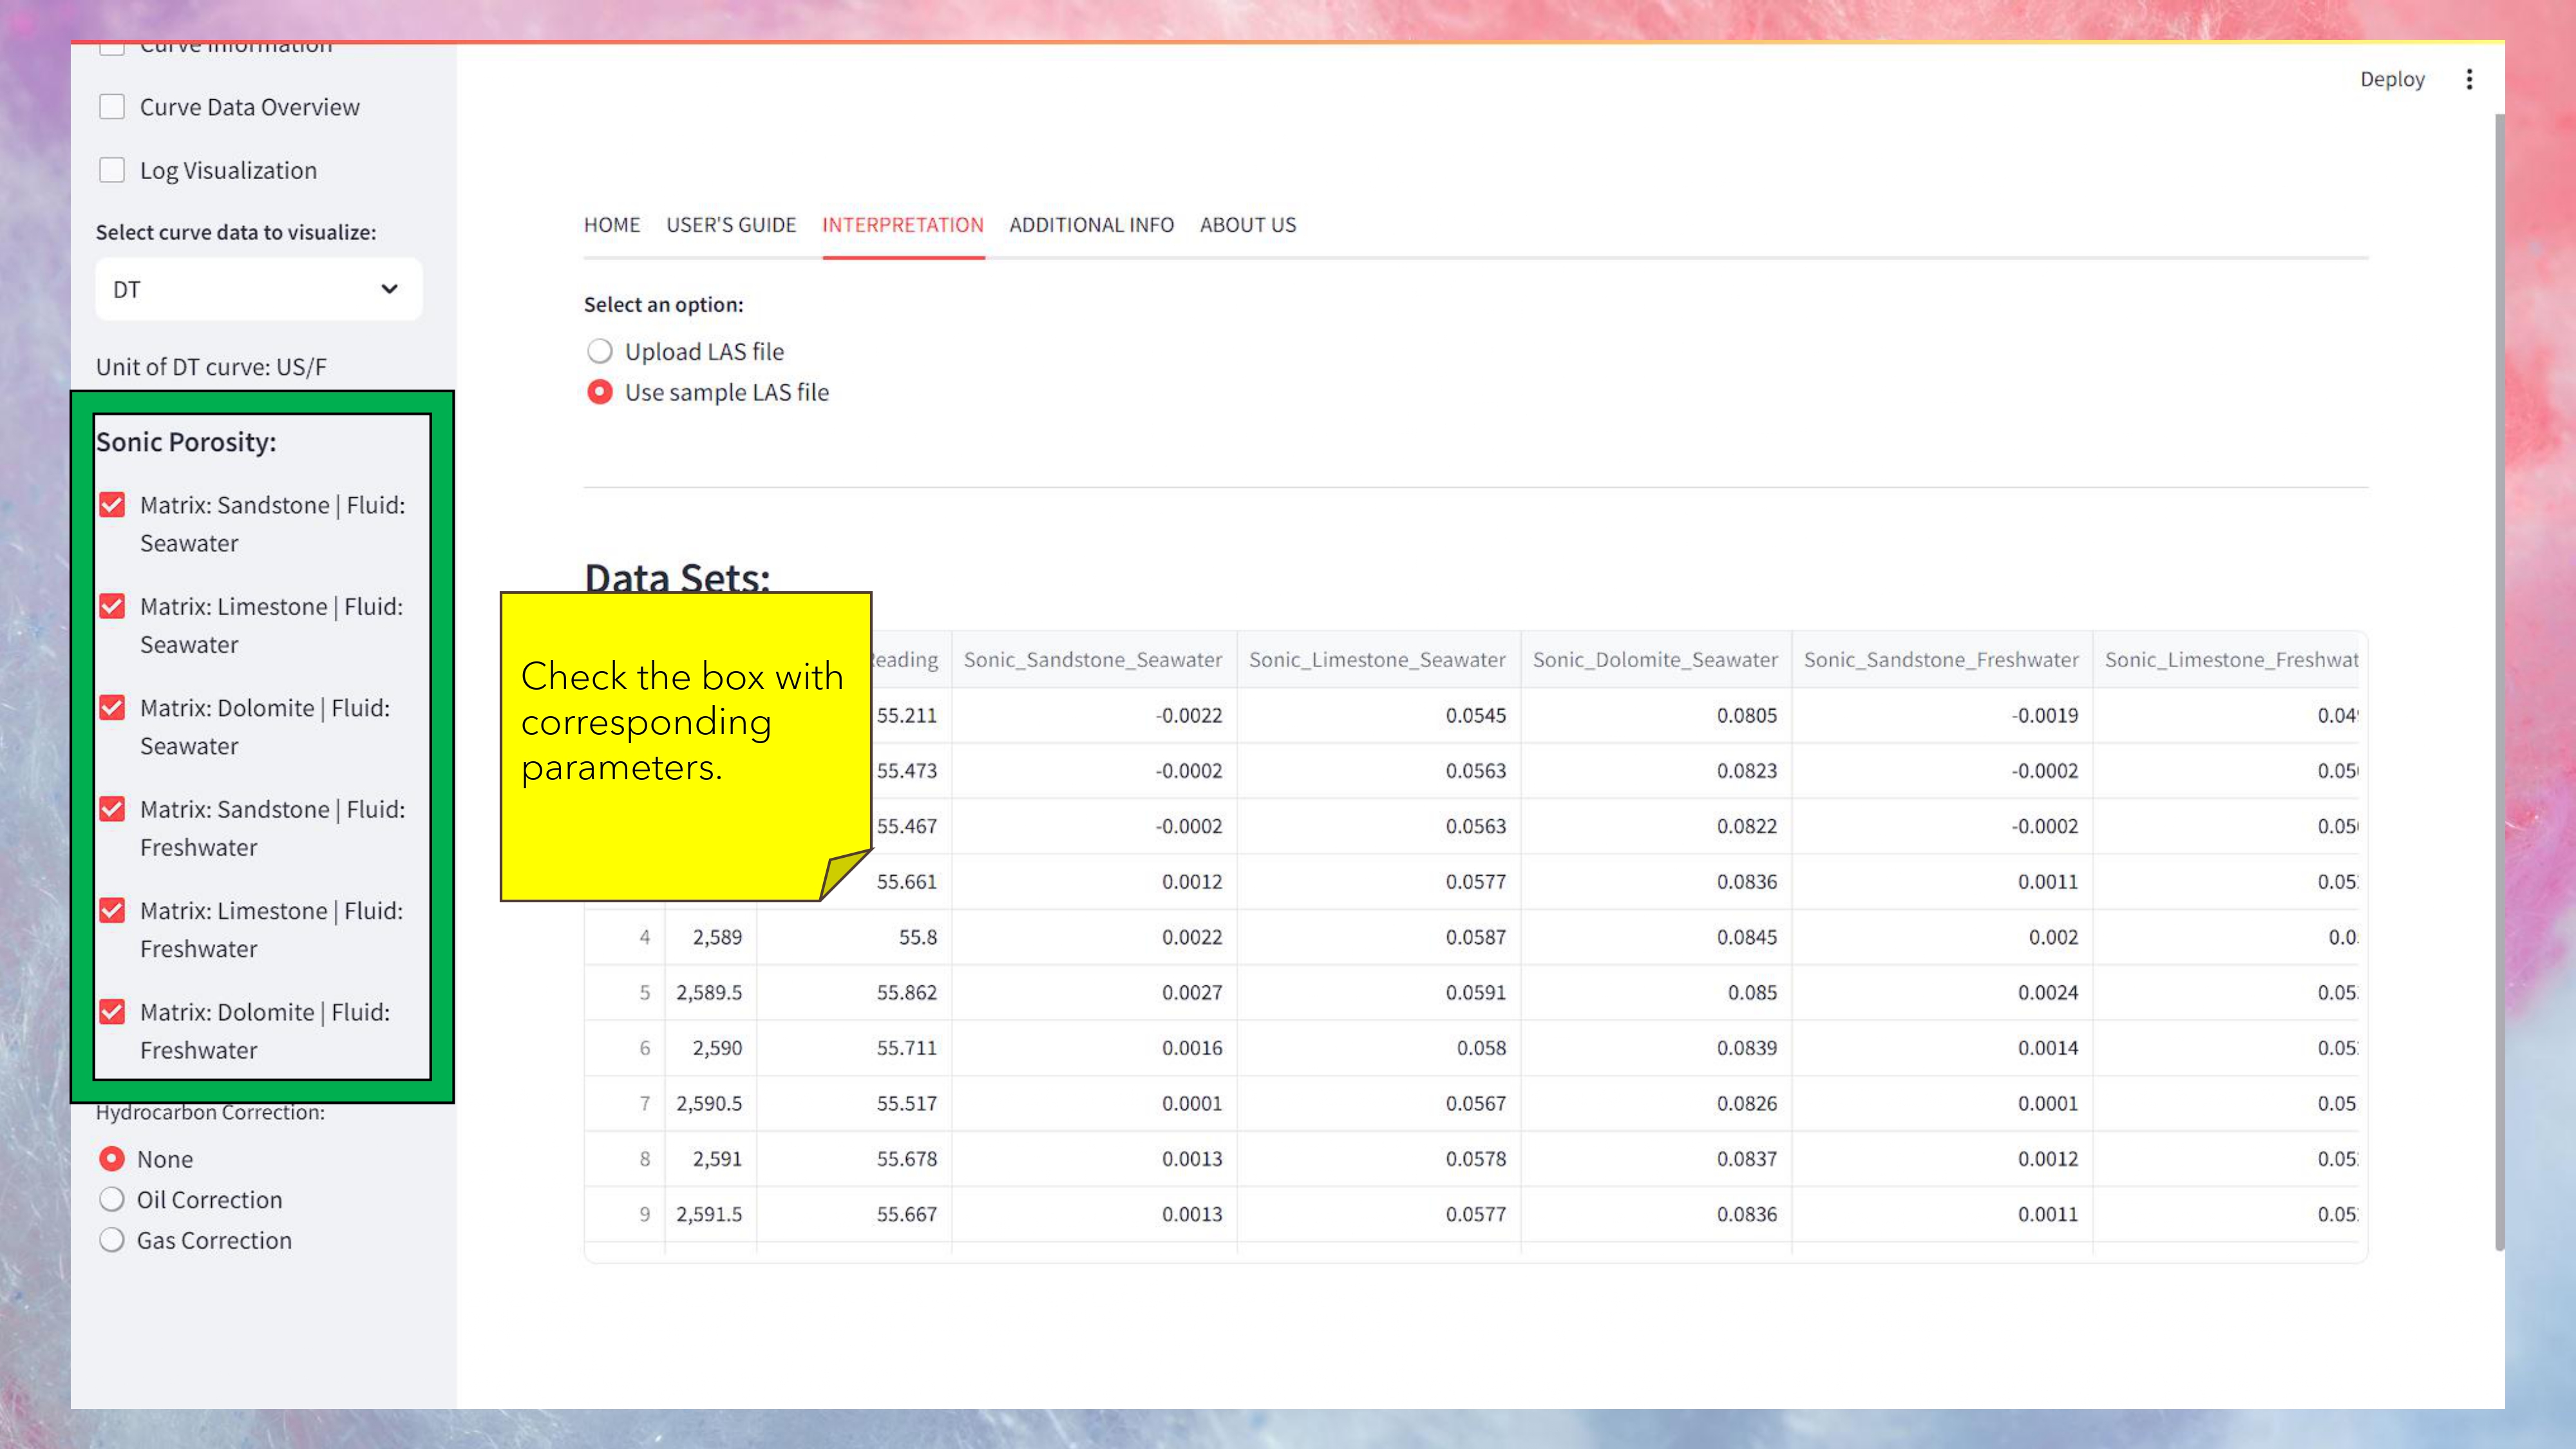 Curve Information
Curve Data Overview
Log Visualization
Select curve data to visualize:
DT
Unit of DT curve: US/F
Sonic Porosity:
Matrix: Sandstone | Fluid:
Seawater
Matrix: Limestone | Fluid:
Seawater
Matrix: Dolomite | Fluid:
Seawater
Matrix: Sandstone | Fluid:
Freshwater
Matrix: Limestone | Fluid:
Freshwater
Matrix: Dolomite | Fluid:
Freshwater
Hydrocarbon Correction:
None
Oil Correction
Gas Correction
Deploy
HOME USER'S GUIDE INTERPRETATION ADDITIONAL INFO ABOUT US
Select an option:
Upload LAS file
Use sample LAS file
Data Sets:
Check the box with
corresponding
parameters.
Reading Sonic_Sandstone_Seawater Sonic_Limestone_Seawater Sonic_Dolomite_Seawater Sonic_Sandstone_Freshwater Sonic_Limestone_Freshwat
55.211 -0.0022 0.0545 0.0805 -0.0019 0.04
55.473 -0.0002 0.0563 0.0823 -0.0002 0.05
55.467 -0.0002 0.0563 0.0822 -0.0002 0.05
55.661 0.0012 0.0577 0.0836 0.0011 0.05
4 2,589 55.8 0.0022 0.0587 0.0845 0.002 0.0
5 2,589.5 55.862 0.0027 0.0591 0.085 0.0024 0.05
6 2,590 55.711 0.0016 0.058 0.0839 0.0014 0.05
7 2,590.5 55.517 0.0001 0.0567 0.0826 0.0001 0.05
8 2,591 55.678 0.0013 0.0578 0.0837 0.0012 0.05
9 2,591.5 55.667 0.0013 0.0577 0.0836 0.0011 0.05